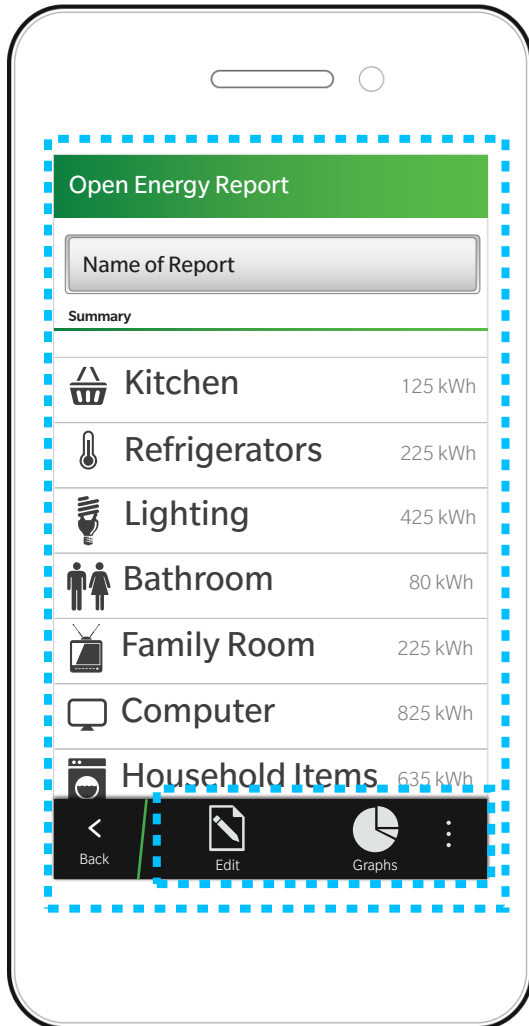 Open Energy Report
Name of Report
Summary
Kitchen 125 kWh
Refrigerators 225 kWh
Lighting 425 kWh
Bathroom 80 kWh
Family Room 225 kWh
Computer 825 kWh
Household Items 635 kWh
Back Edit Graphs